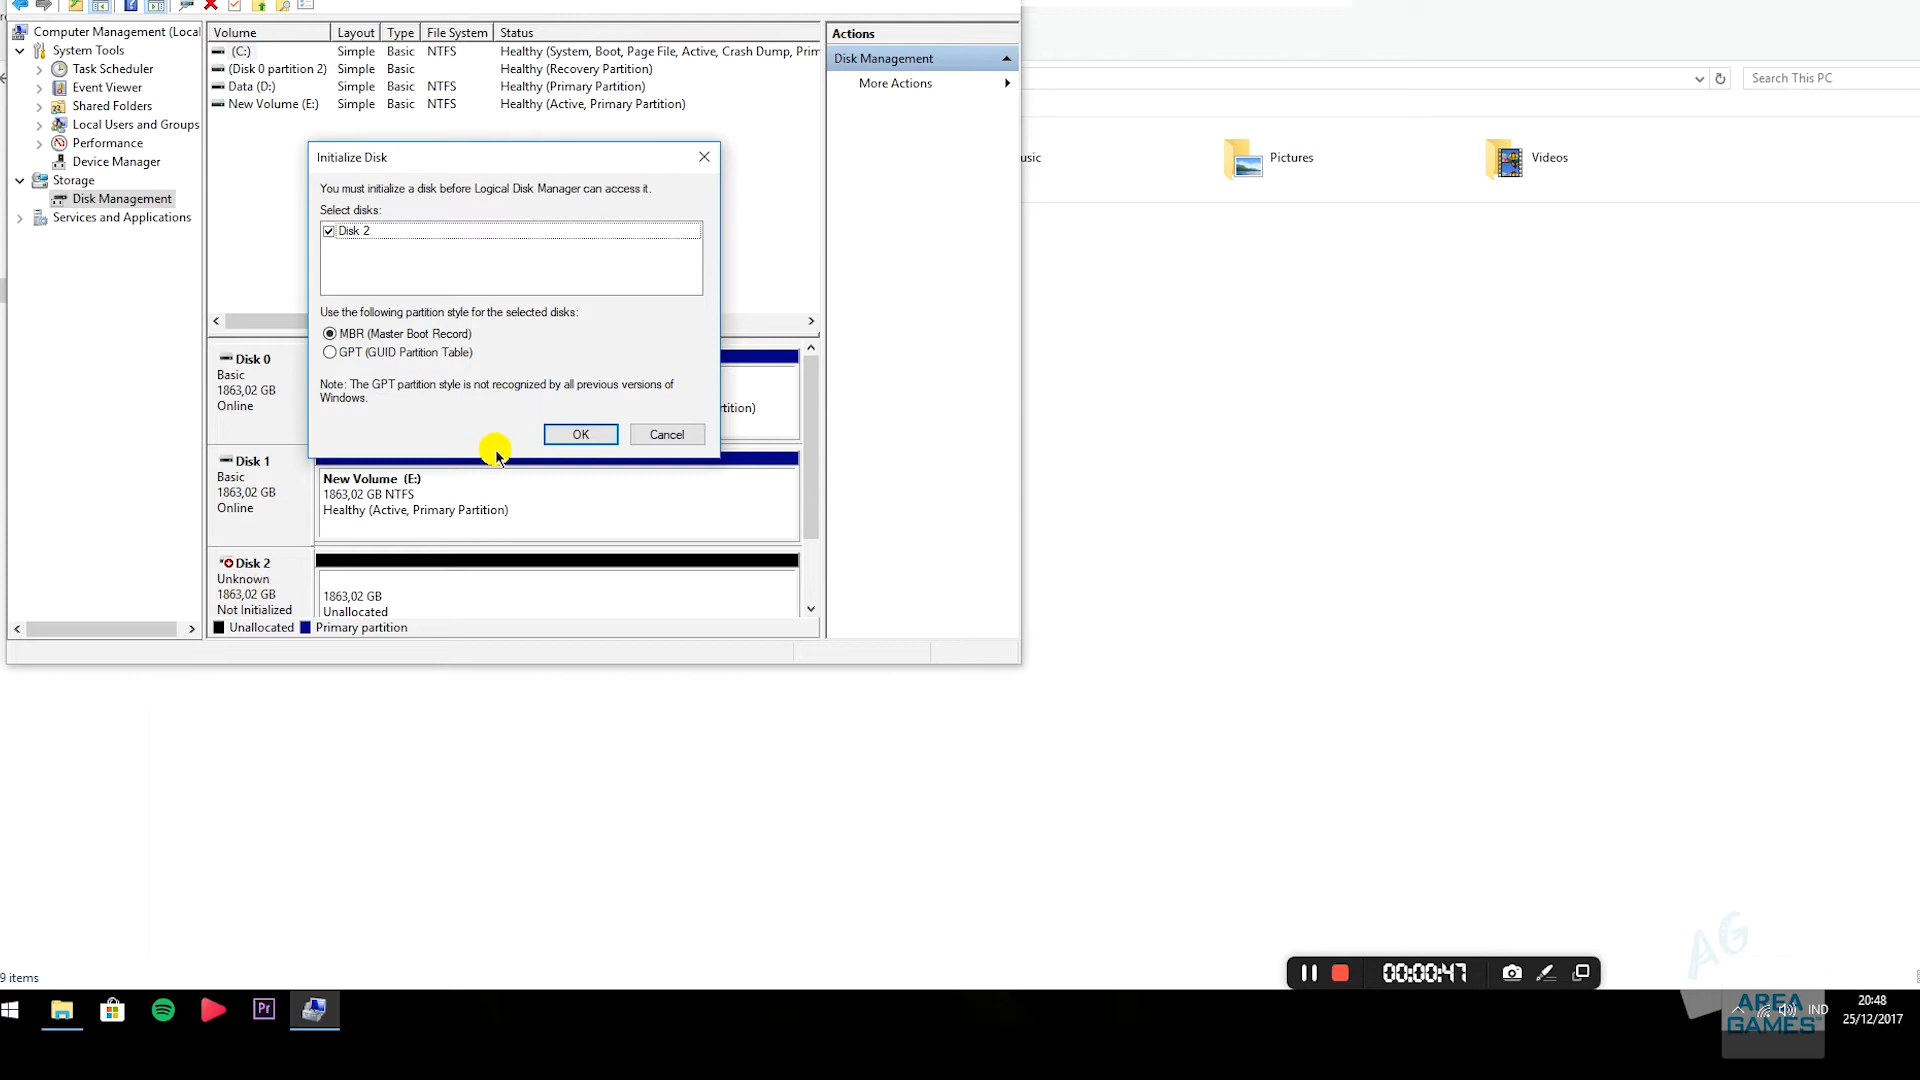 Computer Management (Local
System Tools
Task Scheduler
Event Viewer
Shared Folders
Local Users and Groups
Performance
Device Manager
Storage
Disk Management
Services and Applications
Volume Layout Type File System Status
(C:) Simple Basic NTFS Healthy (System, Boot, Page File, Active, Crash Dump, Prim
(Disk 0 partition 2) Simple Basic Healthy (Recovery Partition)
Data (D:) Simple Basic NTFS Healthy (Primary Partition)
New Volume (E:) Simple Basic NTFS Healthy (Active, Primary Partition)
Actions
Disk Management
More Actions
Search This PC
usic
Pictures
Videos
Initialize Disk
You must initialize a disk before Logical Disk Manager can access it.
Select disks:
Disk 2
Use the following partition style for the selected disks:
MBR (Master Boot Record)
GPT (GUID Partition Table)
Note: The GPT partition style is not recognized by all previous versions of
Windows.
OK
Cancel
Disk 0
Basic
1863,02 GB
Online
tition)
Disk 1
Basic
1863,02 GB
Online
New Volume (E:)
1863,02 GB NTFS
Healthy (Active, Primary Partition)
Disk 2
Unknown
1863,02 GB
Not Initialized
1863,02 GB
Unallocated
Unallocated
Primary partition
9 items
00:00:47
Pr
AG
AREA
GAMES
IND
20:48
25/12/2017